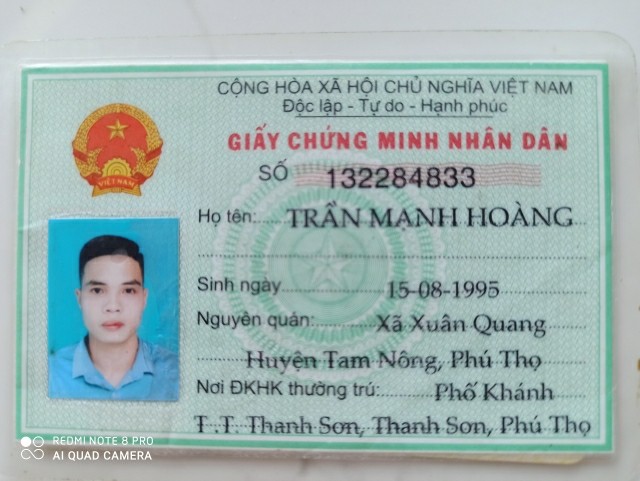 CỘNG HÒA XÃ HỘI CHỦ NGHĨA VIỆT NAM
Độc lập - Tự do - Hạnh phúc
GIẤY CHỨNG MINH NHÂN DÂN
SỐ 132284833
Họ tên: TRẦN MẠNH HOÀNG
Sinh ngày 15-08-1995
Nguyên quán: Xã Xuân Quang
Huyện Tam Nông, Phú Thọ
Nơi ĐKHK thường trú: Phố Khánh
T.T. Thanh Sơn, Thanh Sơn, Phú Thọ
VIỆT NAM
REDMI NOTE 8 PRO
AI QUAD CAMERA